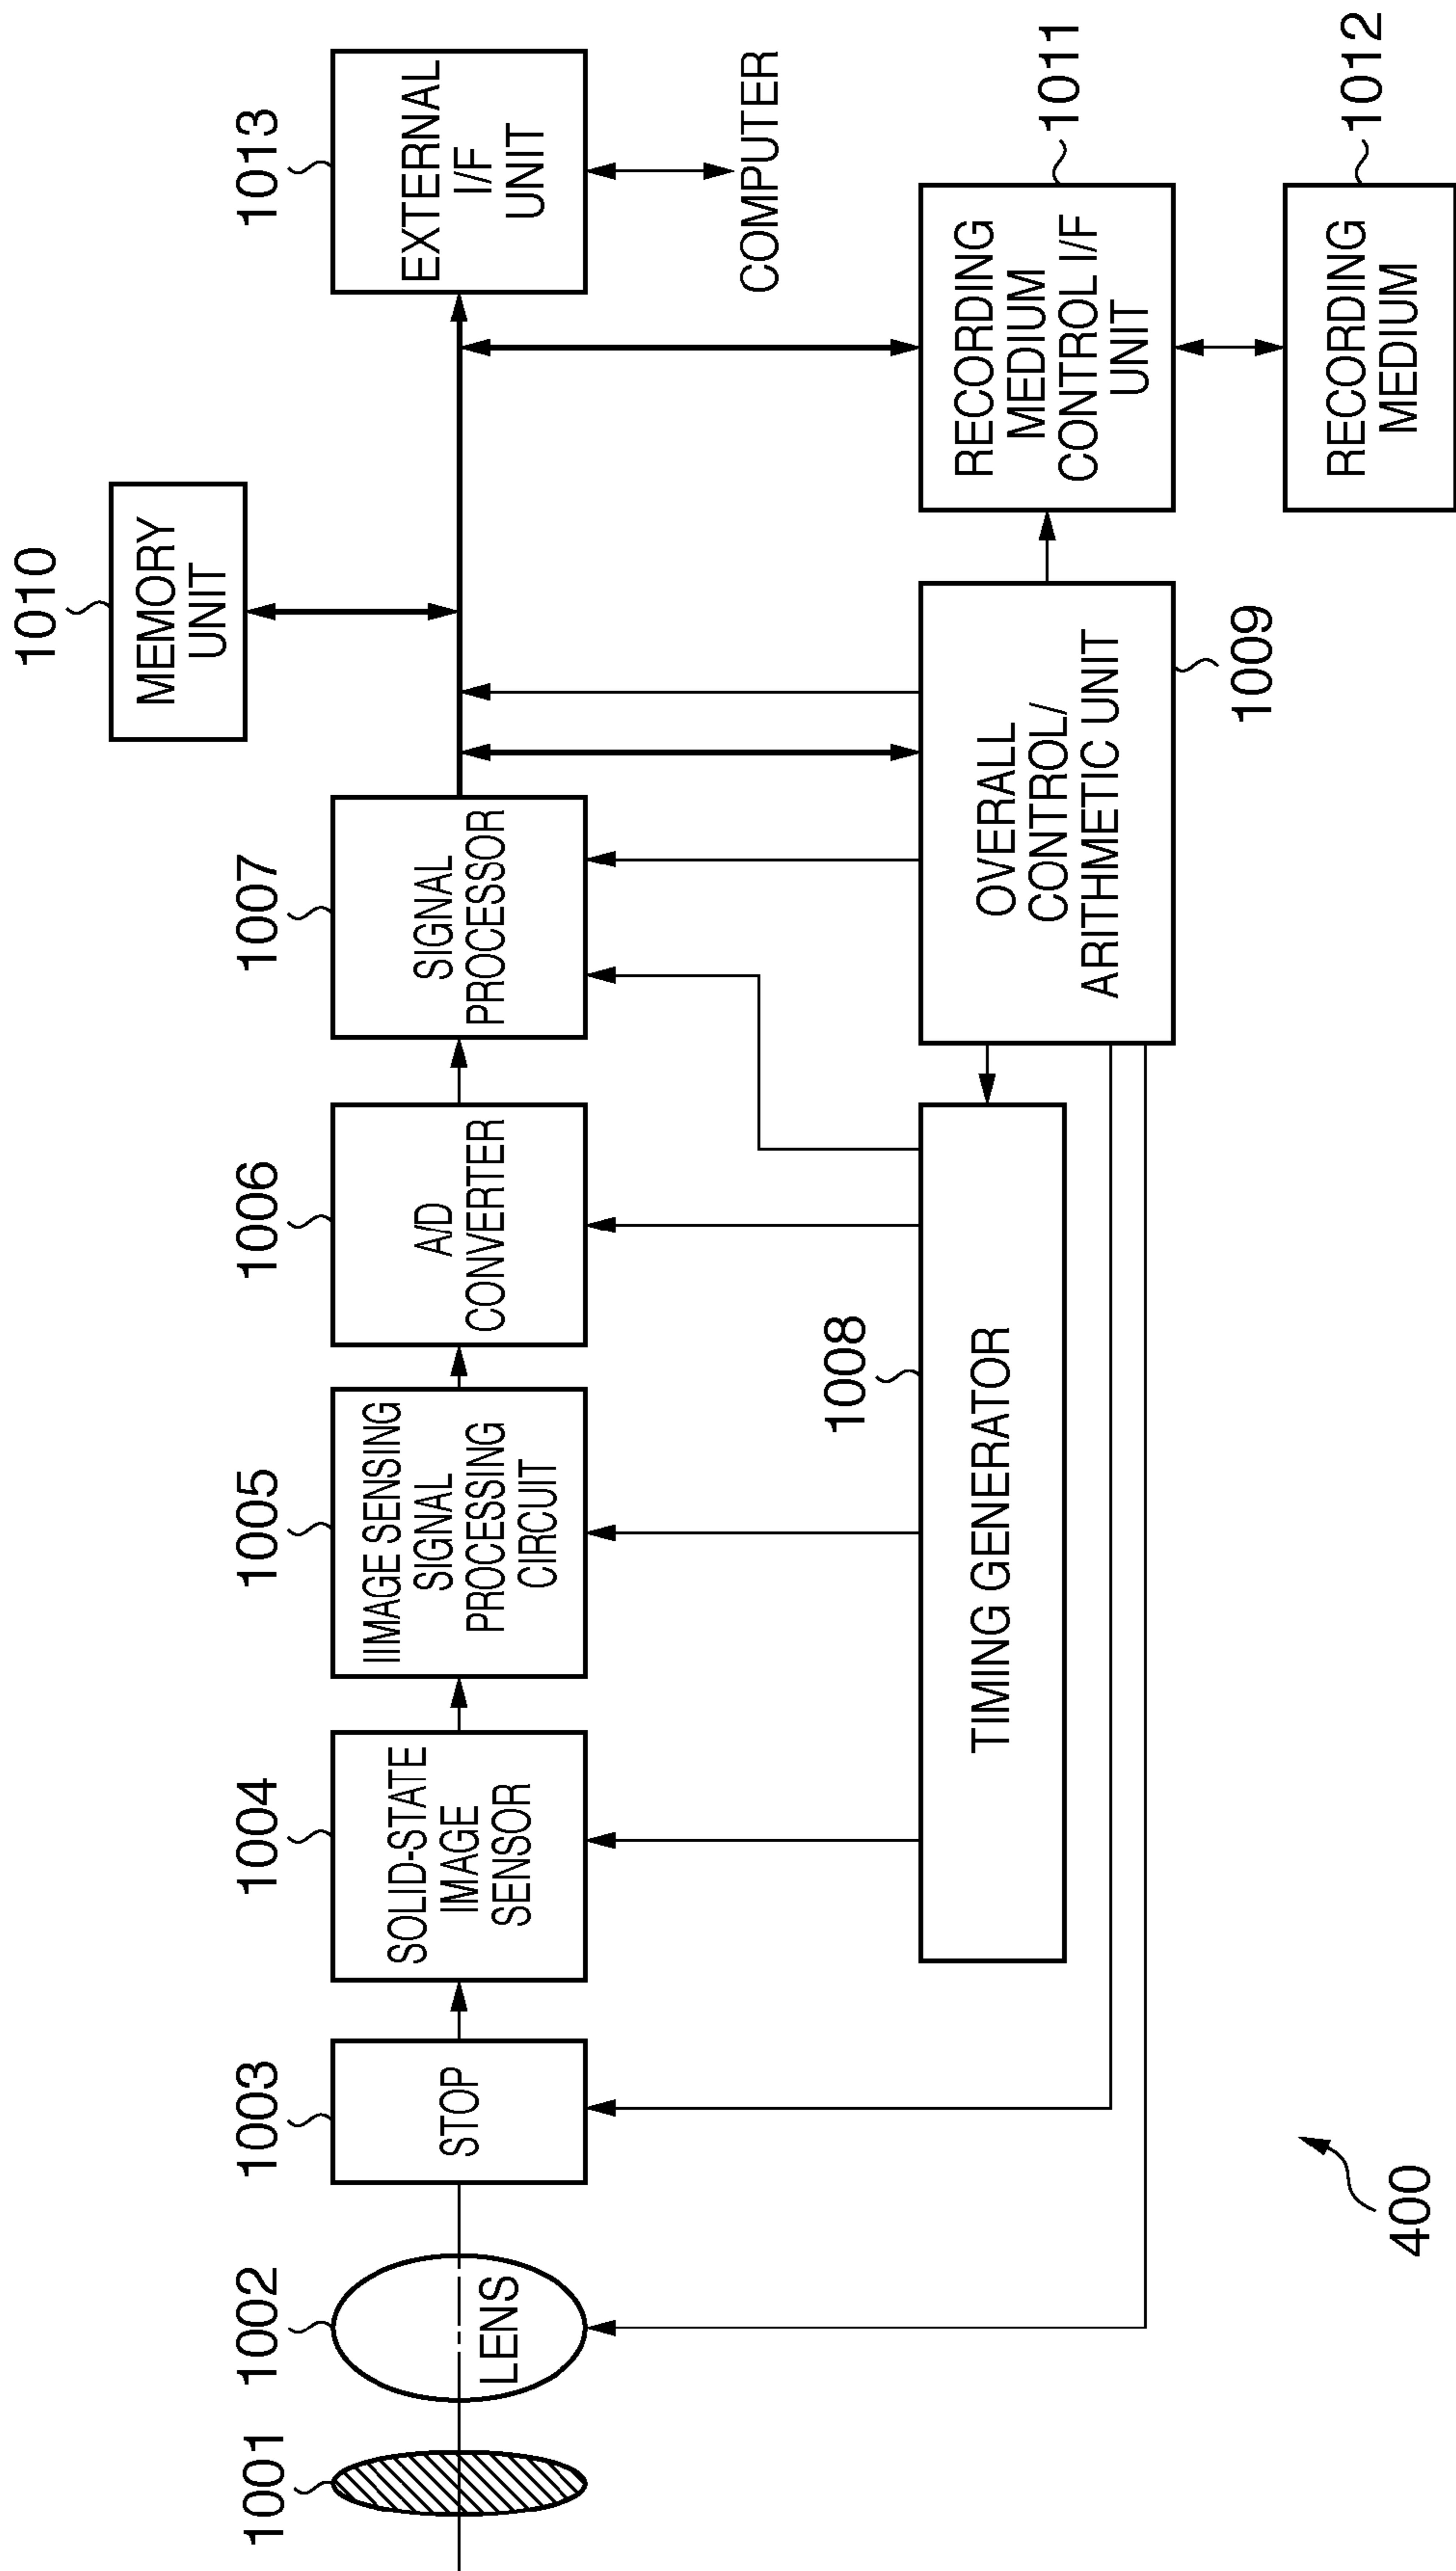 1001
1002
1003
1004
1005
1006
1007
1010
1013
LENS
STOP
SOLID-STATE
IMAGE
SENSOR
IIMAGE SENSING
SIGNAL
PROCESSING
CIRCUIT
A/D
CONVERTER
SIGNAL
PROCESSOR
MEMORY
UNIT
EXTERNAL
I/F
UNIT
COMPUTER
1008
TIMING GENERATOR
OVERALL
CONTROL/
ARITHMETIC UNIT
1009
RECORDING
MEDIUM
CONTROL I/F
UNIT
1011
RECORDING
MEDIUM
1012
400